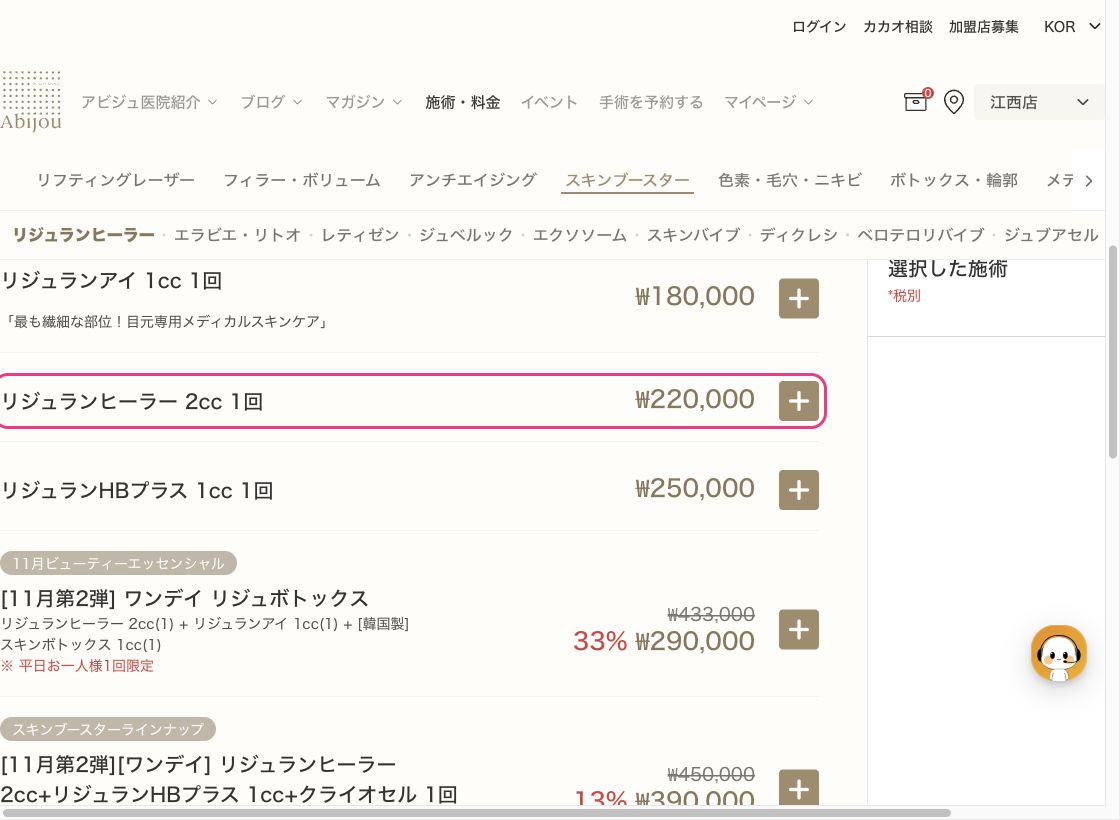 ログイン カカオ相談 加盟店募集 KOR
Abijou
アビジュ医院紹介 ブログ マガジン 施術・料金 イベント 手術を予約する マイページ 0 江西店
リフティングレーザー フィラー・ボリューム アンチエイジング スキンブースター 色素・毛穴・ニキビ ボトックス・輪郭 メテ
リジュランヒーラー · エラビエ・リトオ · レティゼン · ジュベルック · エクソソーム · スキンバイブ · ディクレシ · ベロテロリバイブ · ジュブアセル
リジュランアイ 1cc 1回
₩180,000
「最も繊細な部位！目元専用メディカルスキンケア」
選択した施術
*税別
リジュランヒーラー 2cc 1回
₩220,000
リジュランHBプラス 1cc 1回
₩250,000
11月ビューティーエッセンシャル
[11月第2弾] ワンデイ リジュボトックス
リジュランヒーラー 2cc(1) + リジュランアイ 1cc(1) + [韓国製]
スキンボトックス 1cc(1)
※ 平日お一人様1回限定
₩433,000
33% ₩290,000
スキンブースターラインナップ
[11月第2弾][ワンデイ] リジュランヒーラー
2cc+リジュランHBプラス 1cc+クライオセル 1回
₩450,000
13% ₩390,000